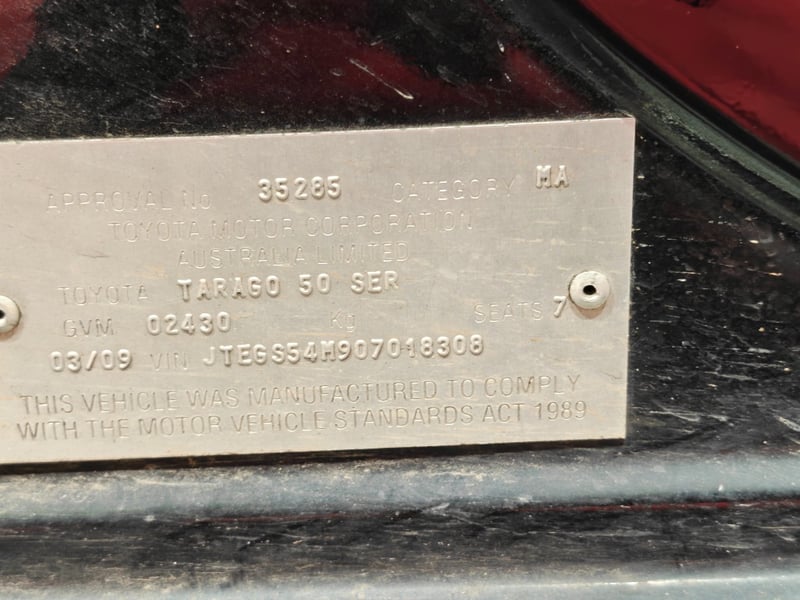 APPROVAL No 35285 CATEGORY MA
TOYOTA MOTOR CORPORATION
AUSTRALIA LIMITED
TOYOTA TARAGO 50 SER
GVM 02430 Kg SEATS 7
03/09 VIN JTEGS54M907018308
THIS VEHICLE WAS MANUFACTURED TO COMPLY
WITH THE MOTOR VEHICLE STANDARDS ACT 1989